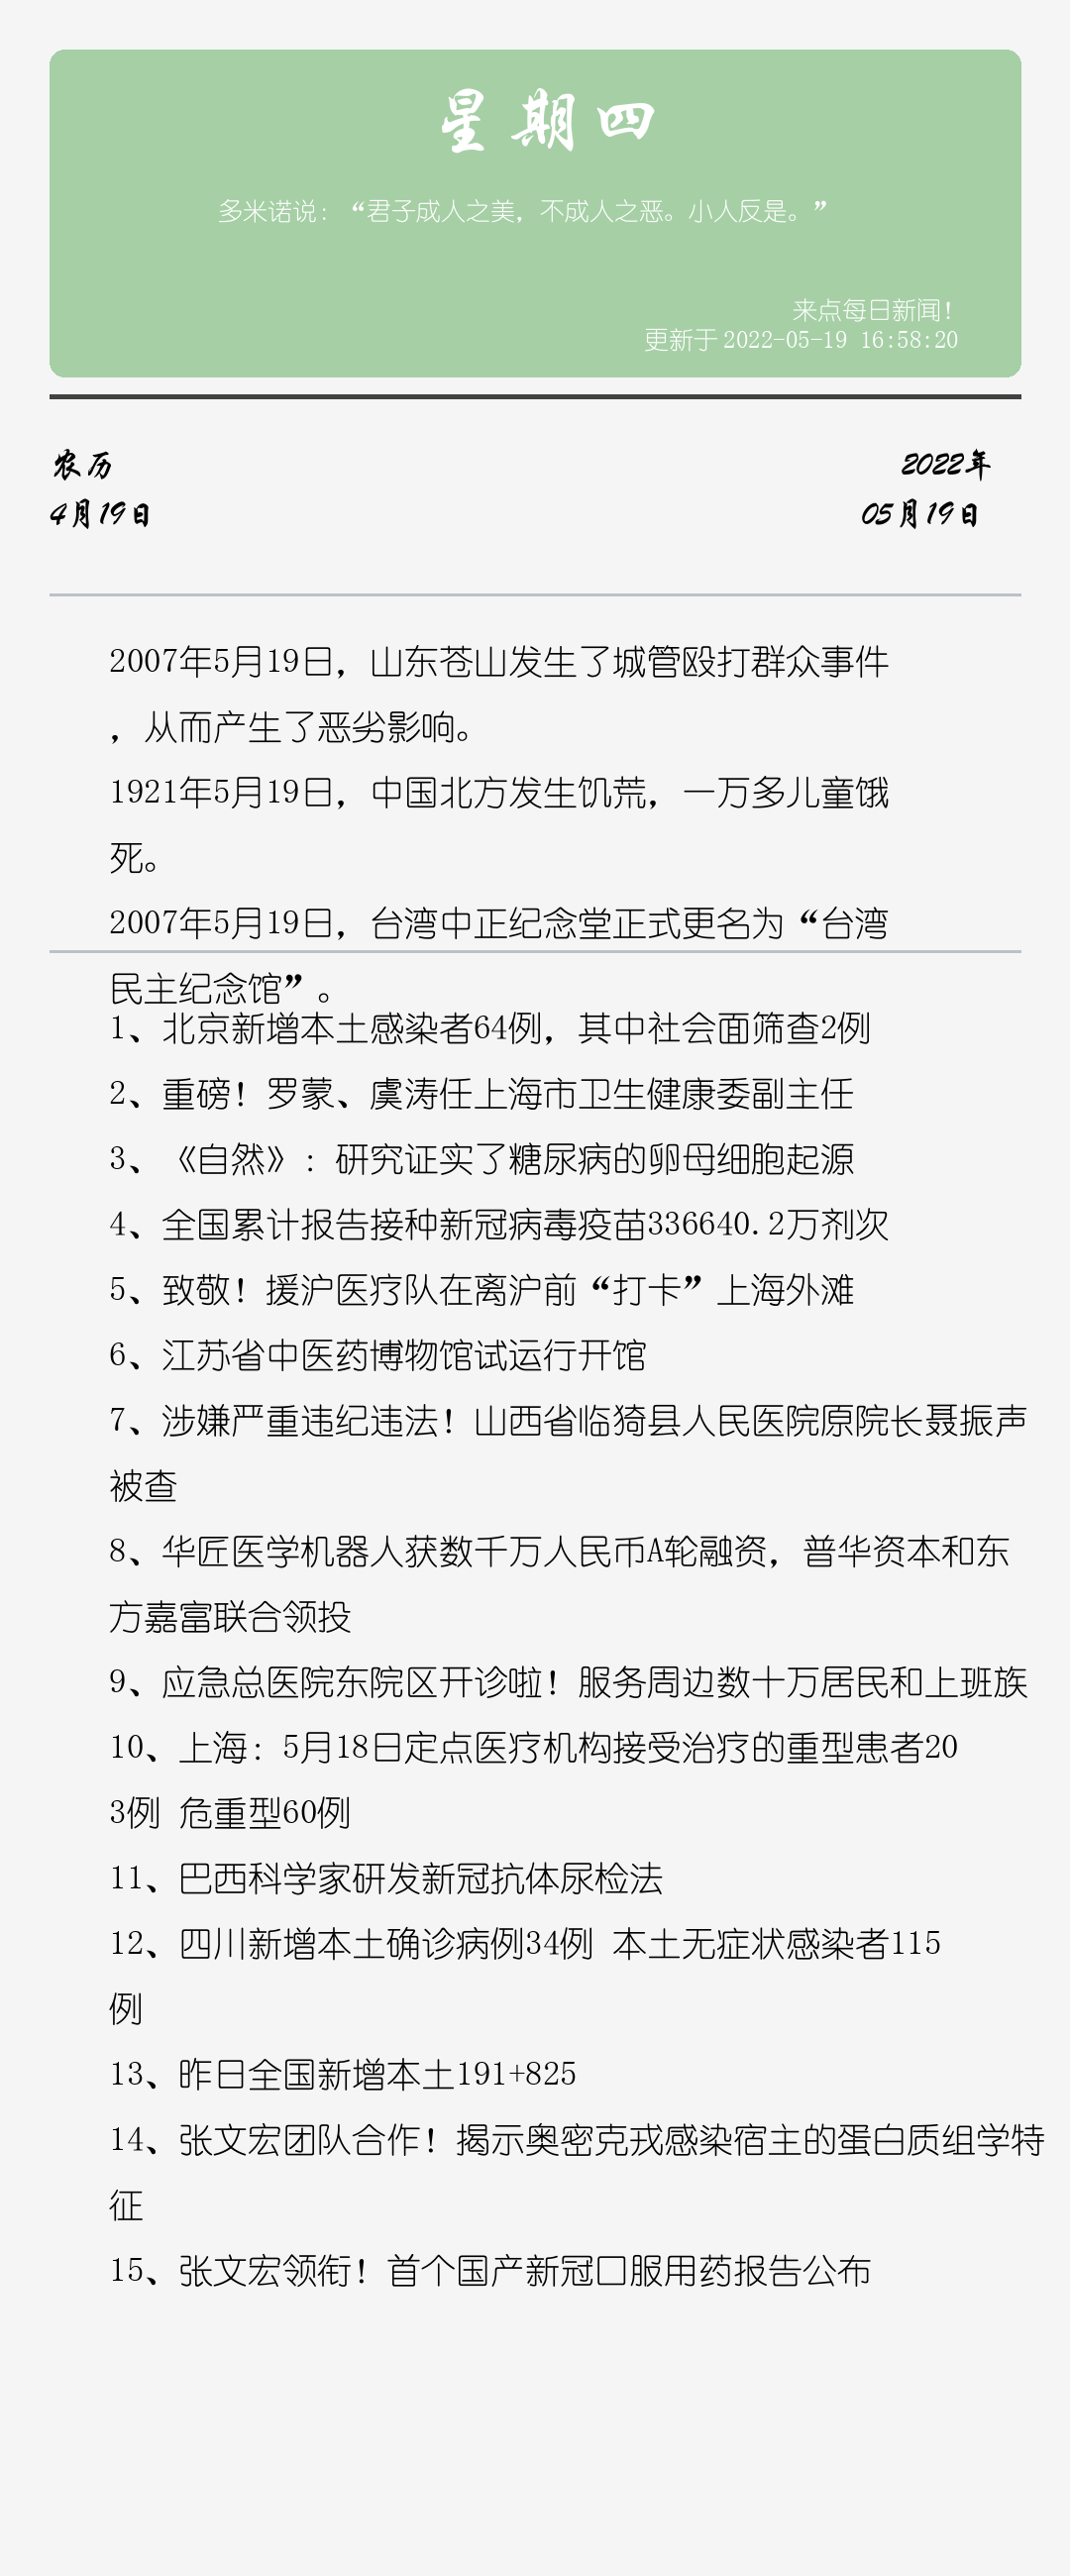 星期四
多米诺说：“君子成人之美，不成人之恶。小人反是。”
来点每日新闻！
更新于 2022-05-19 16:58:20
农历
2022年
4月19日
05月19日
2007年5月19日，山东苍山发生了城管殴打群众事件
，从而产生了恶劣影响。
1921年5月19日，中国北方发生饥荒，一万多儿童饿
死。
2007年5月19日，台湾中正纪念堂正式更名为“台湾
民主纪念馆”。
1、北京新增本土感染者64例，其中社会面筛查2例
2、重磅！罗蒙、虞涛任上海市卫生健康委副主任
3、《自然》：研究证实了糖尿病的卵母细胞起源
4、全国累计报告接种新冠病毒疫苗336640.2万剂次
5、致敬！援沪医疗队在离沪前“打卡”上海外滩
6、江苏省中医药博物馆试运行开馆
7、涉嫌严重违纪违法！山西省临猗县人民医院原院长聂振声
被查
8、华匠医学机器人获数千万人民币A轮融资，普华资本和东
方嘉富联合领投
9、应急总医院东院区开诊啦！服务周边数十万居民和上班族
10、上海：5月18日定点医疗机构接受治疗的重型患者20
3例 危重型60例
11、巴西科学家研发新冠抗体尿检法
12、四川新增本土确诊病例34例 本土无症状感染者115
例
13、昨日全国新增本土191+825
14、张文宏团队合作！揭示奥密克戎感染宿主的蛋白质组学特
征
15、张文宏领衔！首个国产新冠口服用药报告公布